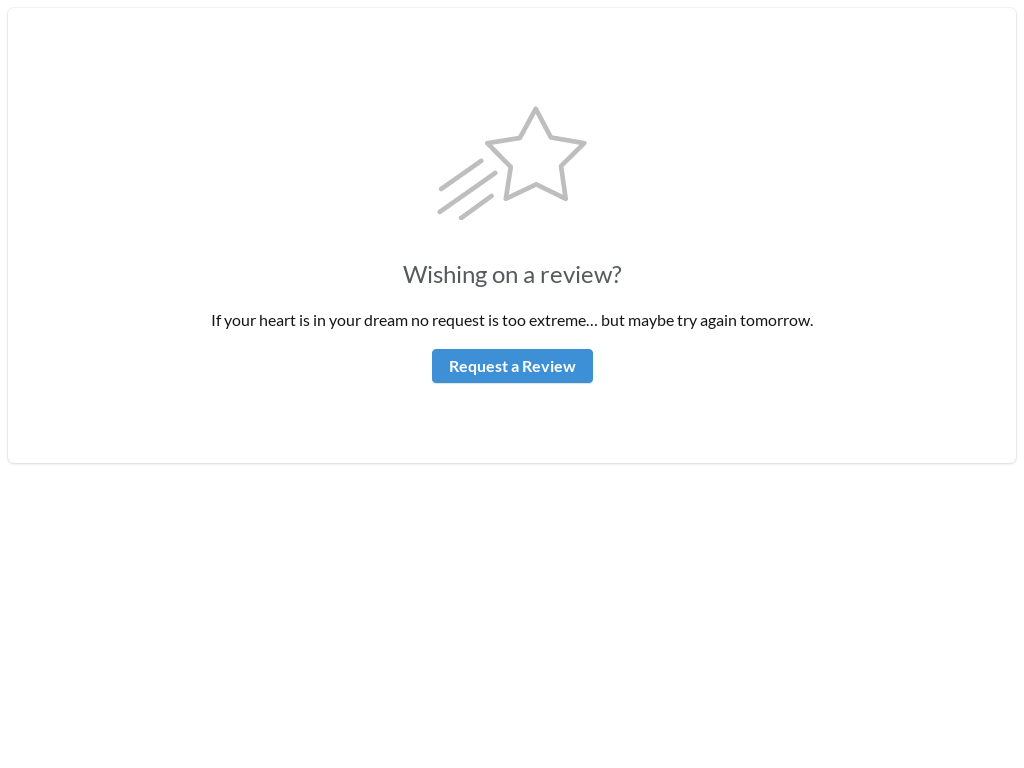 Wishing on a review?
If your heart is in your dream no request is too extreme… but maybe try again tomorrow.
Request a Review